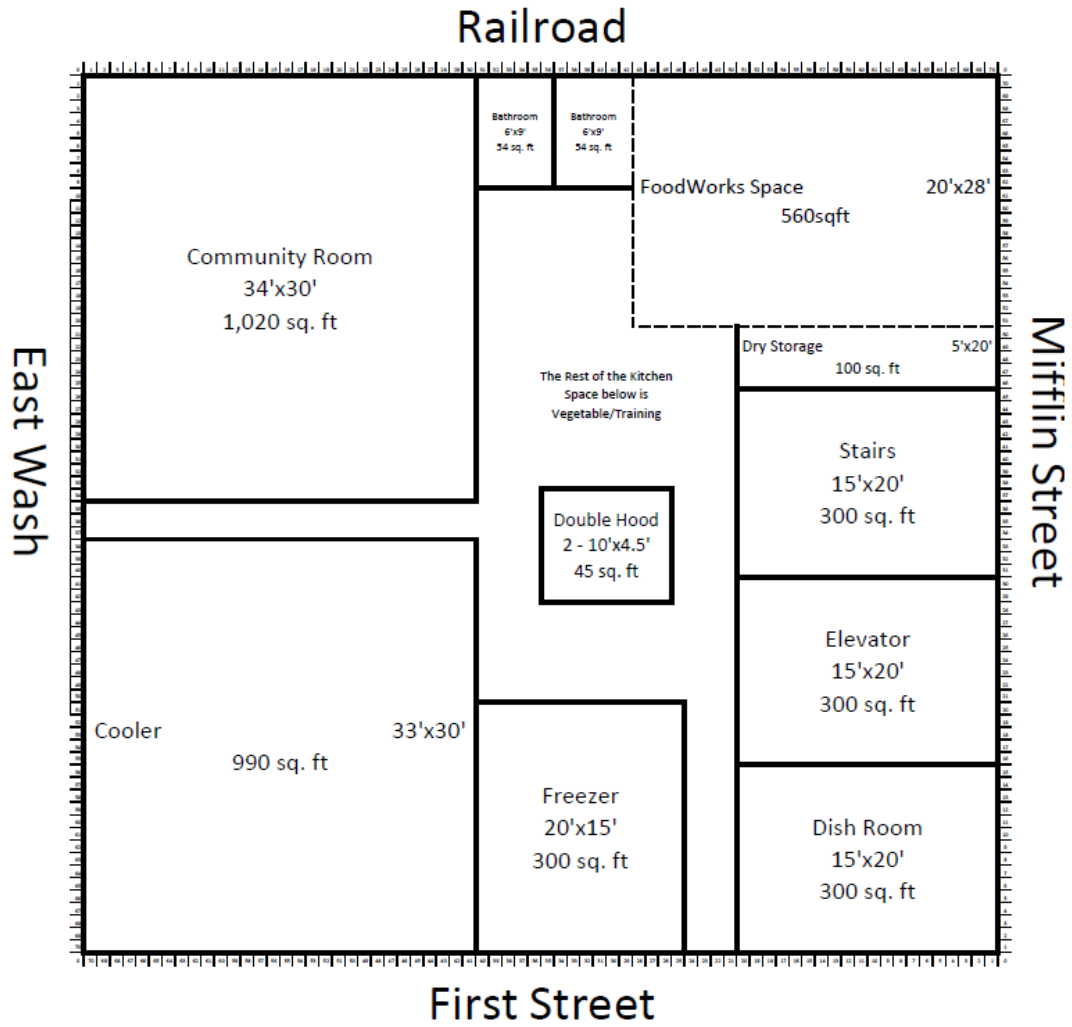 Railroad
Bathroom
6'x9'
54 sq. ft
Bathroom
6'x9'
54 sq. ft
FoodWorks Space 20'x28'
560sqft
Community Room
34'x30'
1,020 sq. ft
Dry Storage 5'x20'
100 sq. ft
The Rest of the Kitchen
Space below is
Vegetable/Training
East Wash
Mifflin Street
Stairs
15'x20'
300 sq. ft
Double Hood
2 - 10'x4.5'
45 sq. ft
Elevator
15'x20'
300 sq. ft
Cooler 33'x30'
990 sq. ft
Freezer
20'x15'
300 sq. ft
Dish Room
15'x20'
300 sq. ft
First Street